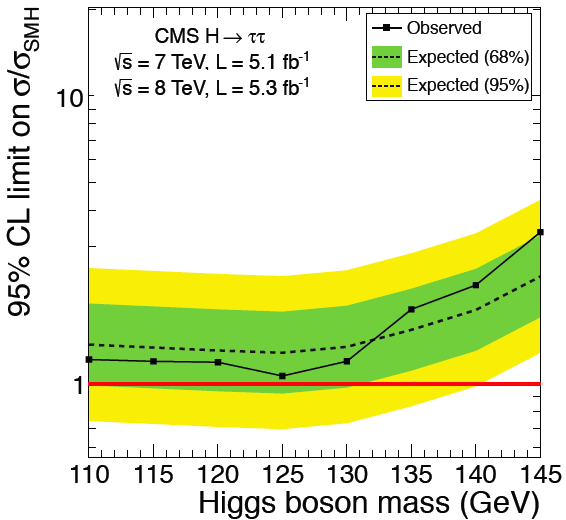 95% CL limit on σ/σSMH
CMS H → ττ
√s = 7 TeV, L = 5.1 fb-1
√s = 8 TeV, L = 5.3 fb-1
Observed
Expected (68%)
Expected (95%)
10
1
110 115 120 125 130 135 140 145
Higgs boson mass (GeV)